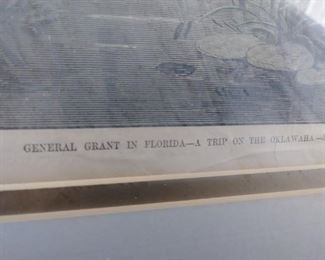 GENERAL GRANT IN FLORIDA—A TRIP ON THE OKLAWAHA.—